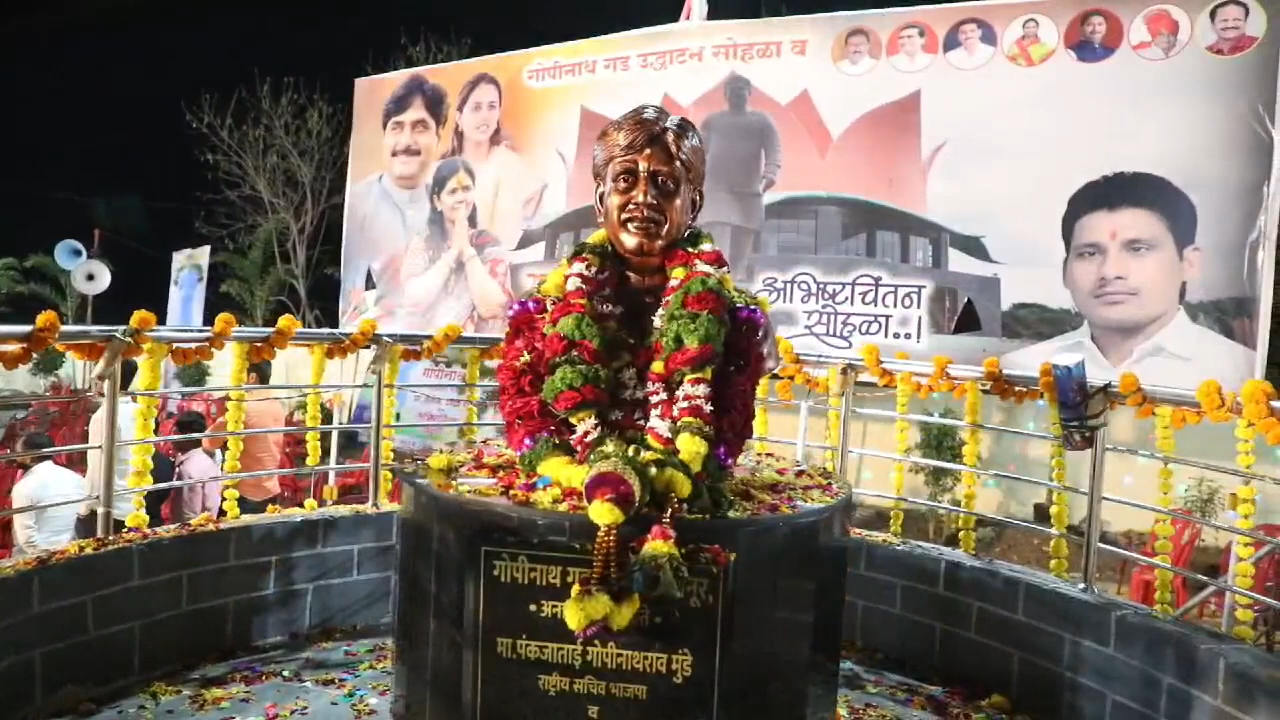 गोपीनाथ गड उद्घाटन सोहळा व
अभिष्टचिंतन
सोहळा..!
गोपीनाथ
गोपीनाथ
मा.पंकजाताई गोपीनाथराव मुंडे
राष्ट्रीय सचिव भाजपा
व